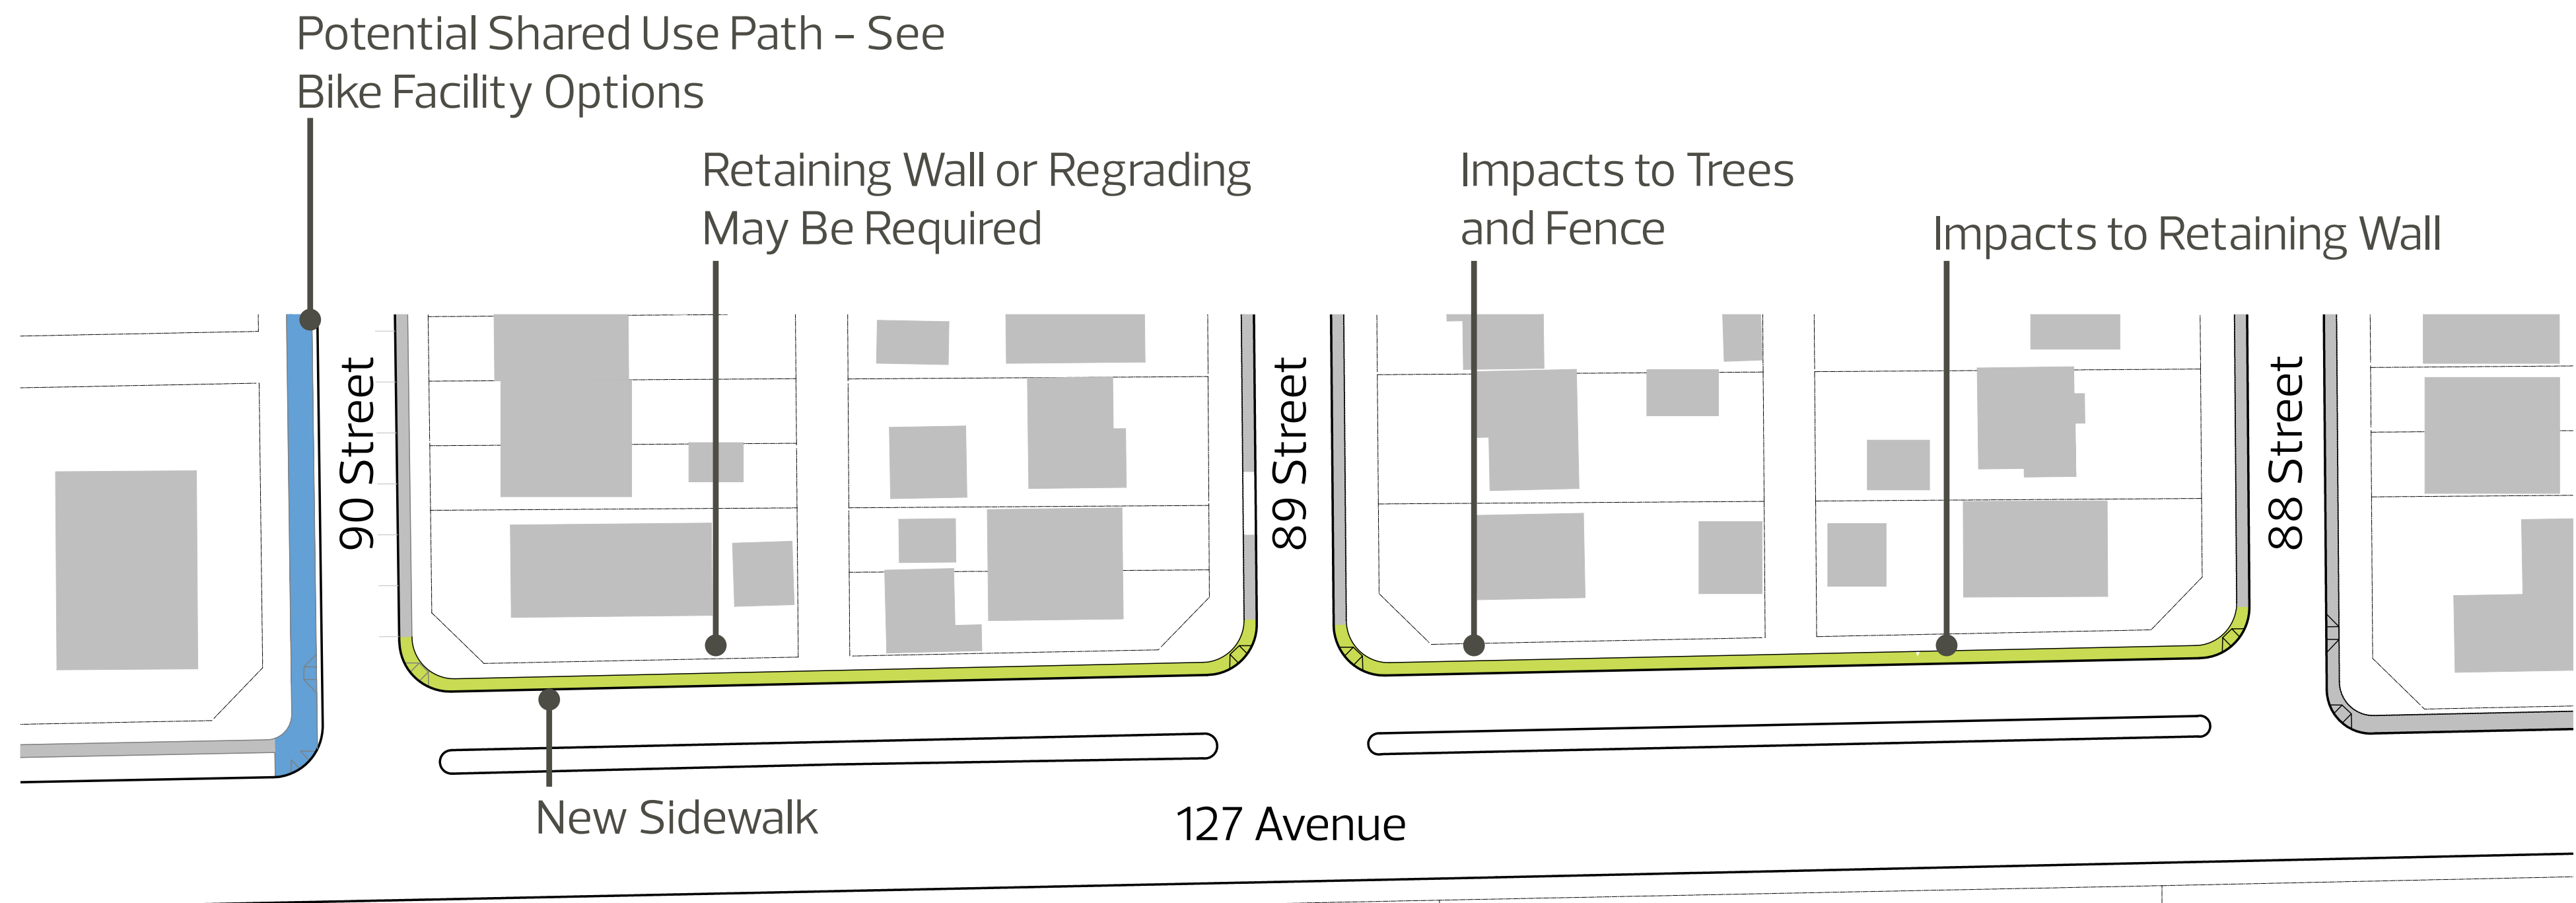 Potential Shared Use Path – See
Bike Facility Options
Retaining Wall or Regrading
May Be Required
Impacts to Trees
and Fence
Impacts to Retaining Wall
90 Street
89 Street
88 Street
New Sidewalk
127 Avenue